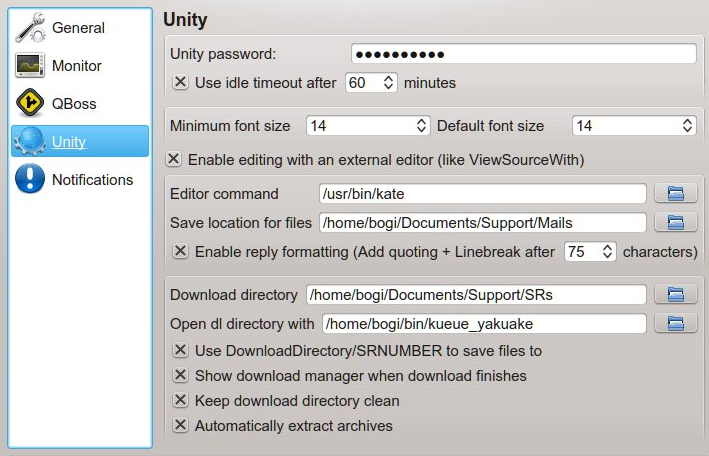 General
Monitor
QBoss
Unity
Notifications
Unity
Unity password: ●●●●●●●●●●
Use idle timeout after 60 minutes
Minimum font size 14 Default font size 14
Enable editing with an external editor (like ViewSourceWith)
Editor command /usr/bin/kate
Save location for files /home/bogi/Documents/Support/Mails
Enable reply formatting (Add quoting + Linebreak after 75 characters)
Download directory /home/bogi/Documents/Support/SRs
Open dl directory with /home/bogi/bin/kueue_yakuake
Use DownloadDirectory/SRNUMBER to save files to
Show download manager when download finishes
Keep download directory clean
Automatically extract archives